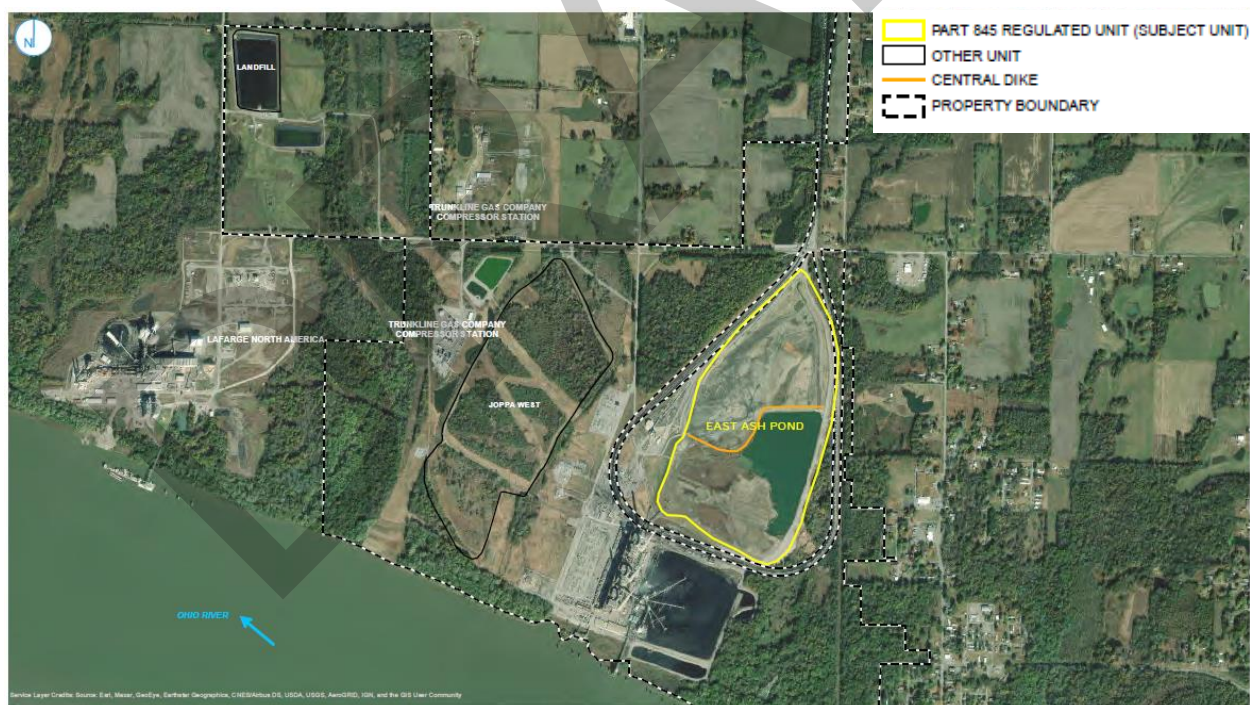 N
PART 845 REGULATED UNIT (SUBJECT UNIT)
OTHER UNIT
CENTRAL DIKE
PROPERTY BOUNDARY
LANDFILL
TRUNKLINE GAS COMPANY
COMPRESSOR STATION
TRUNKLINE GAS COMPANY
COMPRESSOR STATION
LAFARGE NORTH AMERICA
JOPPA WEST
EAST ASH POND
OHIO RIVER
Service Layer Credits: Source: Esri, Maxar, GeoEye, Earthstar Geographics, CNES/Airbus DS, USDA, USGS, AeroGRID, IGN, and the GIS User Community